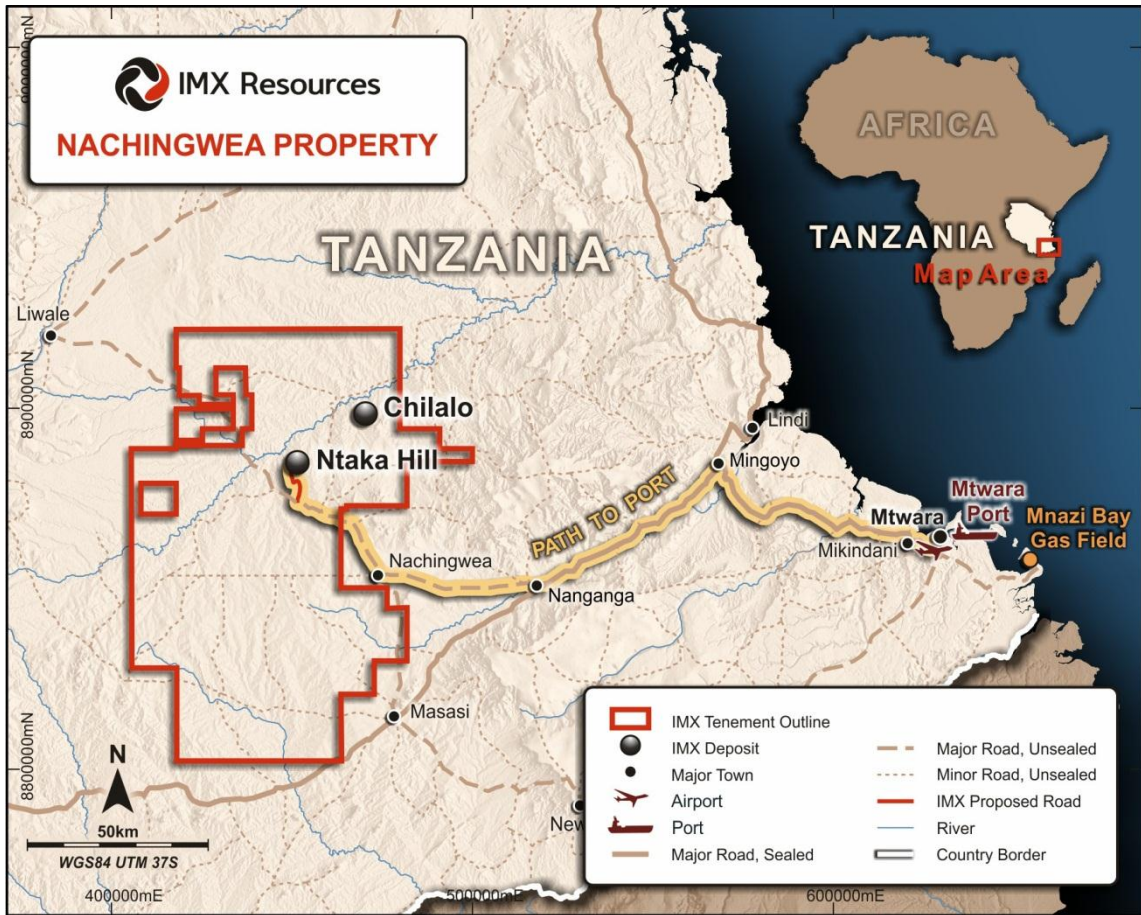 IMX Resources
NACHINGWEA PROPERTY
AFRICA
TANZANIA
Map Area
TANZANIA
Liwale
Chilalo
Ntaka Hill
Lindi
Mingoyo
PATH TO PORT
Mtwara
Port
Mtwara
Mikindani
Mnazi Bay
Gas Field
Nachingwea
Nanganga
Masasi
New
8900000mN
8800000mN
N
50km
WGS84 UTM 37S
400000mE
500000mE
600000mE
IMX Tenement Outline
IMX Deposit
Major Town
Airport
Port
Major Road, Sealed
Major Road, Unsealed
Minor Road, Unsealed
IMX Proposed Road
River
Country Border